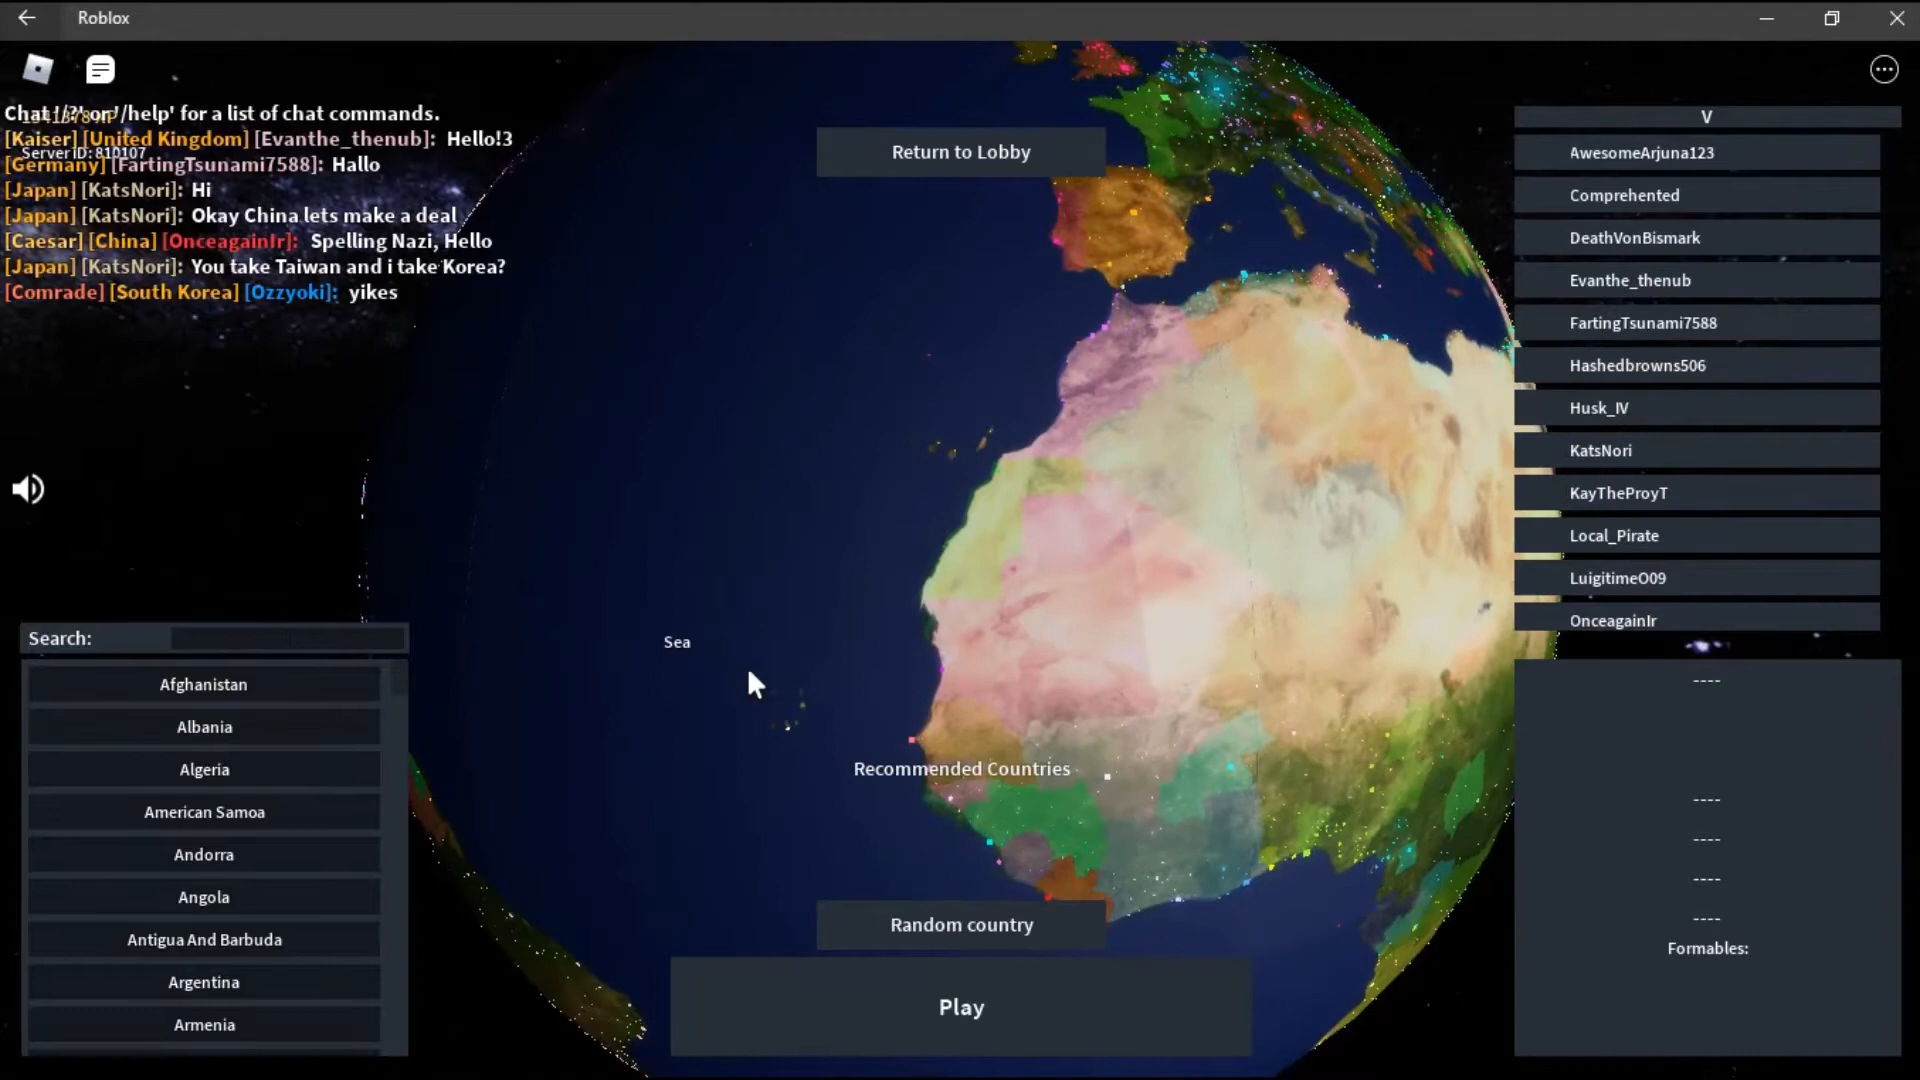 Roblox
Chat '/?' or '/help' for a list of chat commands.
[Kaiser] [United Kingdom] [Evanthe_thenub]: Hello!3
Server ID: 810107
[Germany] [FartingTsunami7588]: Hallo
[Japan] [KatsNori]: Hi
[Japan] [KatsNori]: Okay China lets make a deal
[Caesar] [China] [OnceagainIr]: Spelling Nazi, Hello
[Japan] [KatsNori]: You take Taiwan and i take Korea?
[Comrade] [South Korea] [Ozzyoki]: yikes
Return to Lobby
V
AwesomeArjuna123
Comprehented
DeathVonBismark
Evanthe_thenub
FartingTsunami7588
Hashedbrowns506
Husk_IV
KatsNori
KayTheProyT
Local_Pirate
LuigitimeO09
OnceagainIr
Search:
Afghanistan
Albania
Algeria
American Samoa
Andorra
Angola
Antigua And Barbuda
Argentina
Armenia
Sea
Recommended Countries
Random country
Play
----
----
----
----
----
Formables: